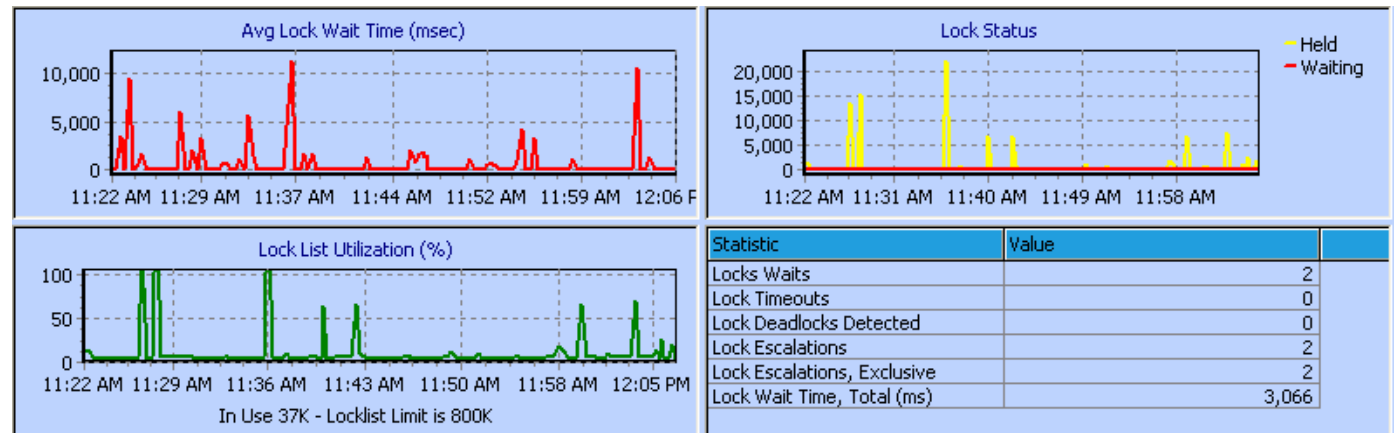 Avg Lock Wait Time (msec)
10,000
5,000
0
11:22 AM 11:29 AM 11:37 AM 11:44 AM 11:52 AM 11:59 AM 12:06 P
Lock Status
Held
Waiting
20,000
15,000
10,000
5,000
0
11:22 AM 11:31 AM 11:40 AM 11:49 AM 11:58 AM
Lock List Utilization (%)
100
50
0
11:22 AM 11:29 AM 11:36 AM 11:43 AM 11:50 AM 11:58 AM 12:05 PM
In Use 37K - Locklist Limit is 800K
Statistic Value
Locks Waits 2
Lock Timeouts 0
Lock Deadlocks Detected 0
Lock Escalations 2
Lock Escalations, Exclusive 2
Lock Wait Time, Total (ms) 3,066